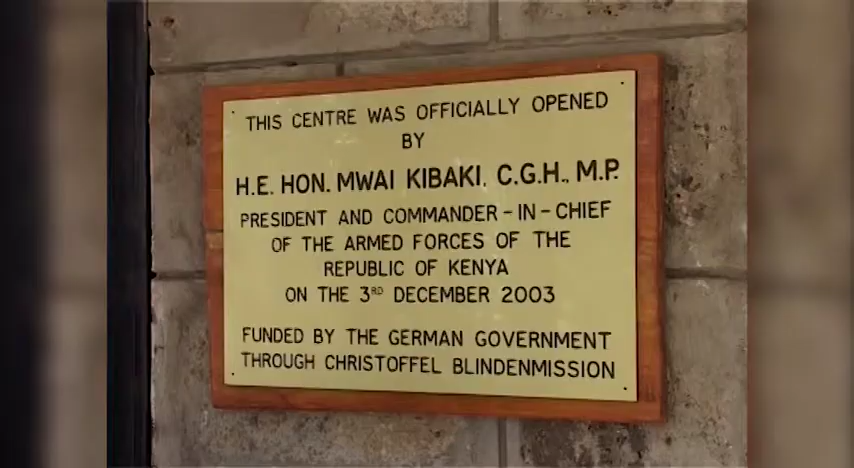 THIS CENTRE WAS OFFICIALLY OPENED
BY
H.E. HON. MWAI KIBAKI, C.G.H., M.P.
PRESIDENT AND COMMANDER-IN-CHIEF
OF THE ARMED FORCES OF THE
REPUBLIC OF KENYA
ON THE 3RD DECEMBER 2003
FUNDED BY THE GERMAN GOVERNMENT
THROUGH CHRISTOFFEL BLINDENMISSION